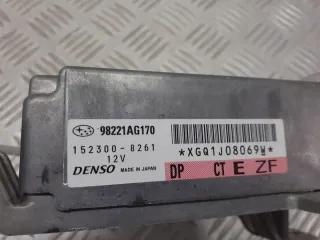 98221AG170
152300-8261
12V
*XGQ1J08069W*
DENSO MADE IN JAPAN
DP CT E ZF